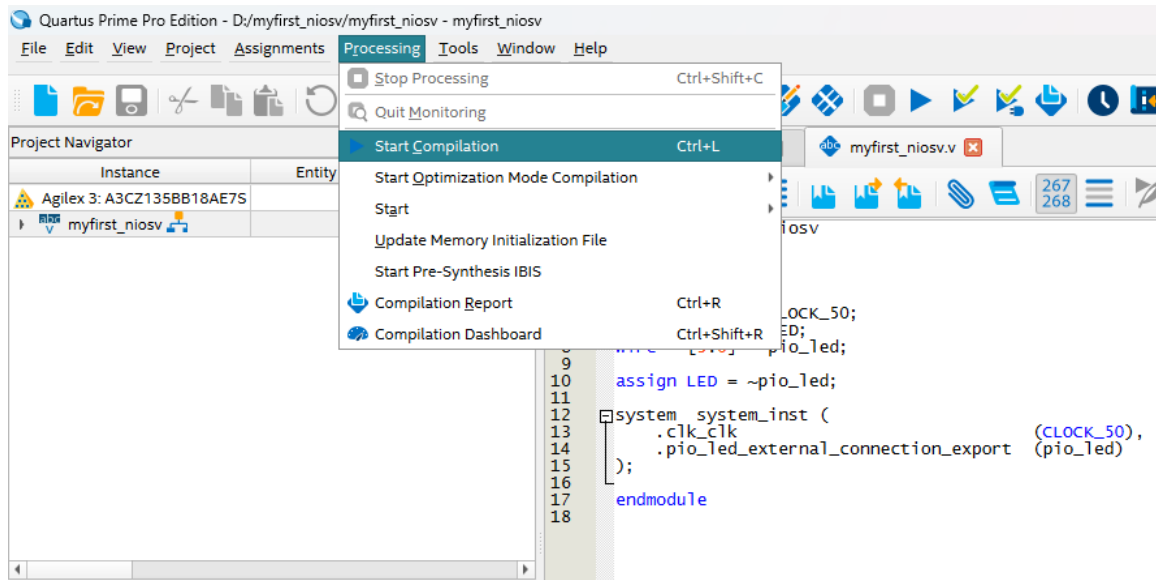 Quartus Prime Pro Edition - D:/myfirst_niosv/myfirst_niosv - myfirst_niosv
File Edit View Project Assignments Processing Tools Window Help
Stop Processing Ctrl+Shift+C
Quit Monitoring
Start Compilation Ctrl+L
Start Optimization Mode Compilation
Start
Update Memory Initialization File
Start Pre-Synthesis IBIS
Compilation Report Ctrl+R
Compilation Dashboard Ctrl+Shift+R
Project Navigator
Instance Entity
Agilex 3: A3CZ135BB18AE7S
abc V myfirst_niosv
abc myfirst_niosv.v
267
268
iosv
LOCK_50;
ED;
pio_led;
9
10 assign LED = ~pio_led;
11
12 system system_inst (
13 .clk_clk (CLOCK_50),
14 .pio_led_external_connection_export (pio_led)
15 );
16
17 endmodule
18